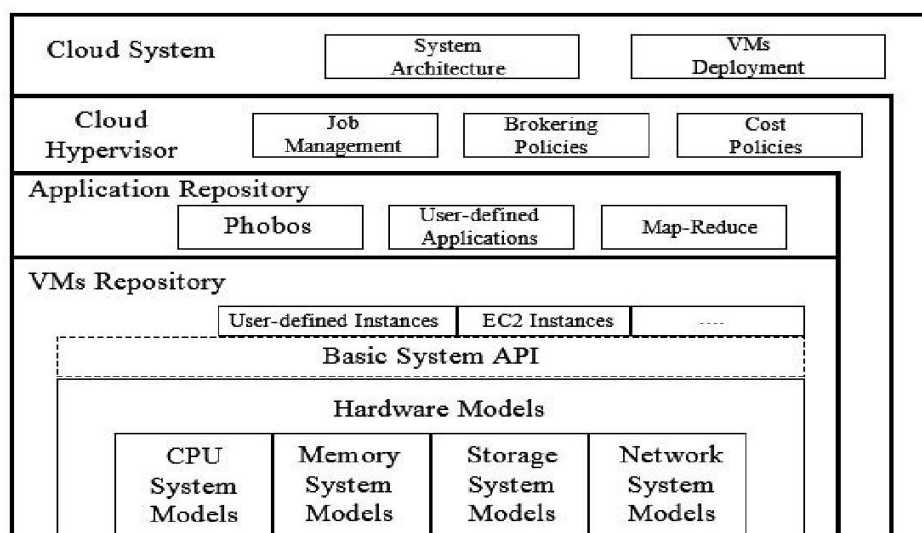 Cloud System
System
Architecture
VMs
Deployment
Cloud
Hypervisor
Job
Management
Brokering
Policies
Cost
Policies
Application Repository
Phobos
User-defined
Applications
Map-Reduce
VMs Repository
User-defined Instances
EC2 Instances
....
Basic System API
Hardware Models
CPU
System
Models
Memory
System
Models
Storage
System
Models
Network
System
Models